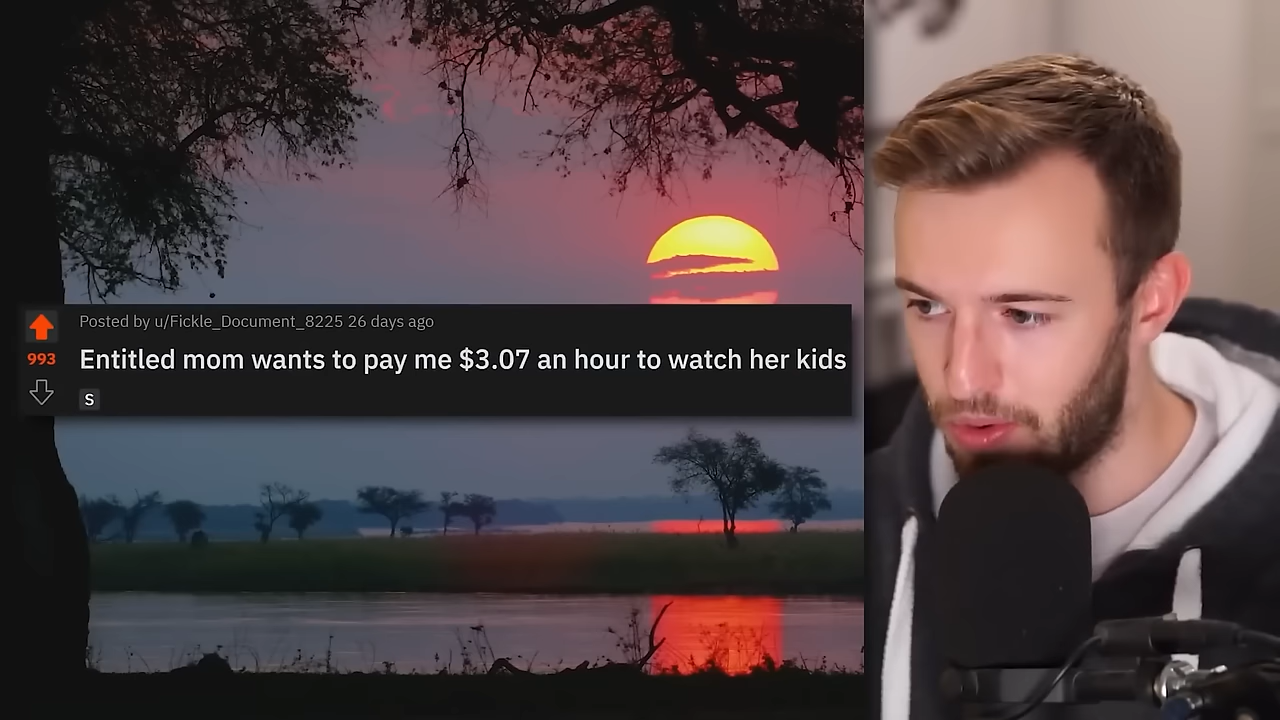 Posted by u/Fickle_Document_8225 26 days ago
993
Entitled mom wants to pay me $3.07 an hour to watch her kids
S